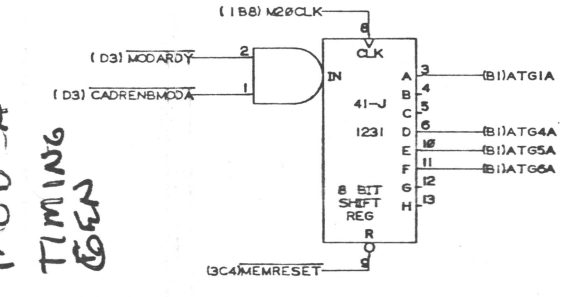 ( 1B8) M20CLK
8
CLK
( D3) MODARDY
2
IN
( D3) CADRENBMODA
1
41-J
1231
8 BIT
SHIFT
REG
R
9
(3C4)MEMRESET
A 3 (B1)ATG1A
B 4
C 5
D 6 (B1)ATG4A
E 10 (B1)ATG5A
F 11 (B1)ATG6A
G 12
H 13
TIMING
GEN